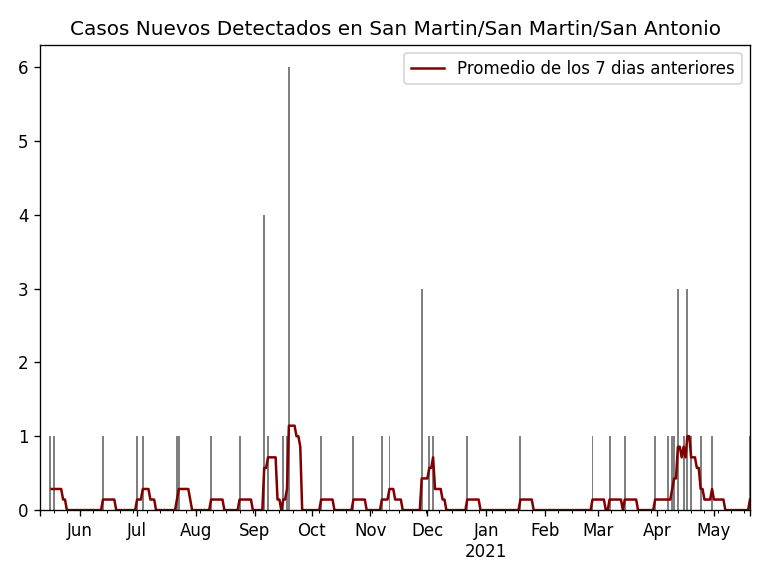 Casos Nuevos Detectados en San Martin/San Martin/San Antonio
Promedio de los 7 dias anteriores
6
5
4
3
2
1
0
Jun Jul Aug Sep Oct Nov Dec Jan Feb Mar Apr May
2021